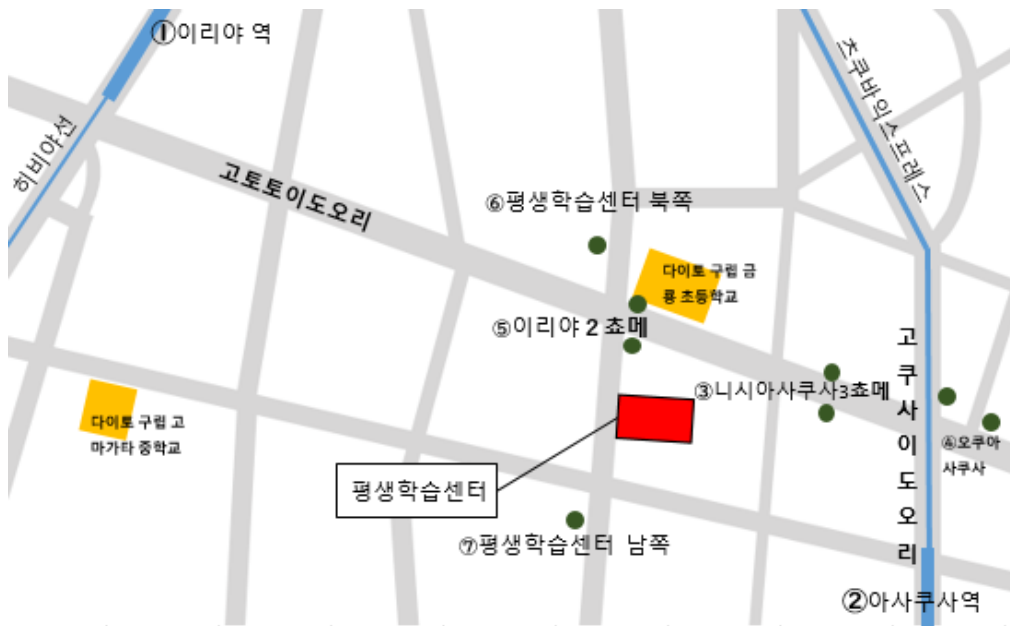 ①이리야 역
츠쿠바익스프레스
히비야선
고토토이도오리
⑥평생학습센터 북쪽
다이토 구립 금
룡 초등학교
⑤이리야 2 쵸메
고쿠사이도오리
③니시아사쿠사3쵸메
다이토 구립 고
마가타 중학교
④오쿠아
사쿠사
평생학습센터
⑦평생학습센터 남쪽
②아사쿠사역